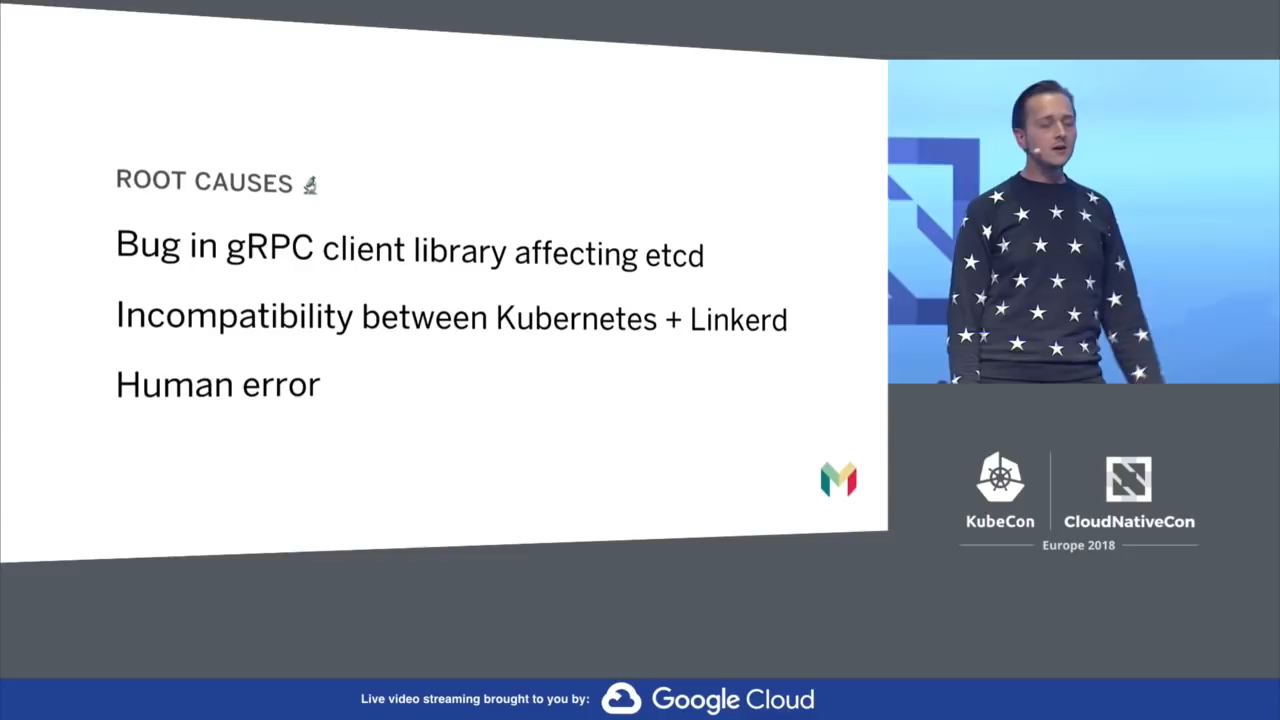 ROOT CAUSES 🔬
Bug in gRPC client library affecting etcd
Incompatibility between Kubernetes + Linkerd
Human error
KubeCon
CloudNativeCon
Europe 2018
Live video streaming brought to you by:
Google Cloud